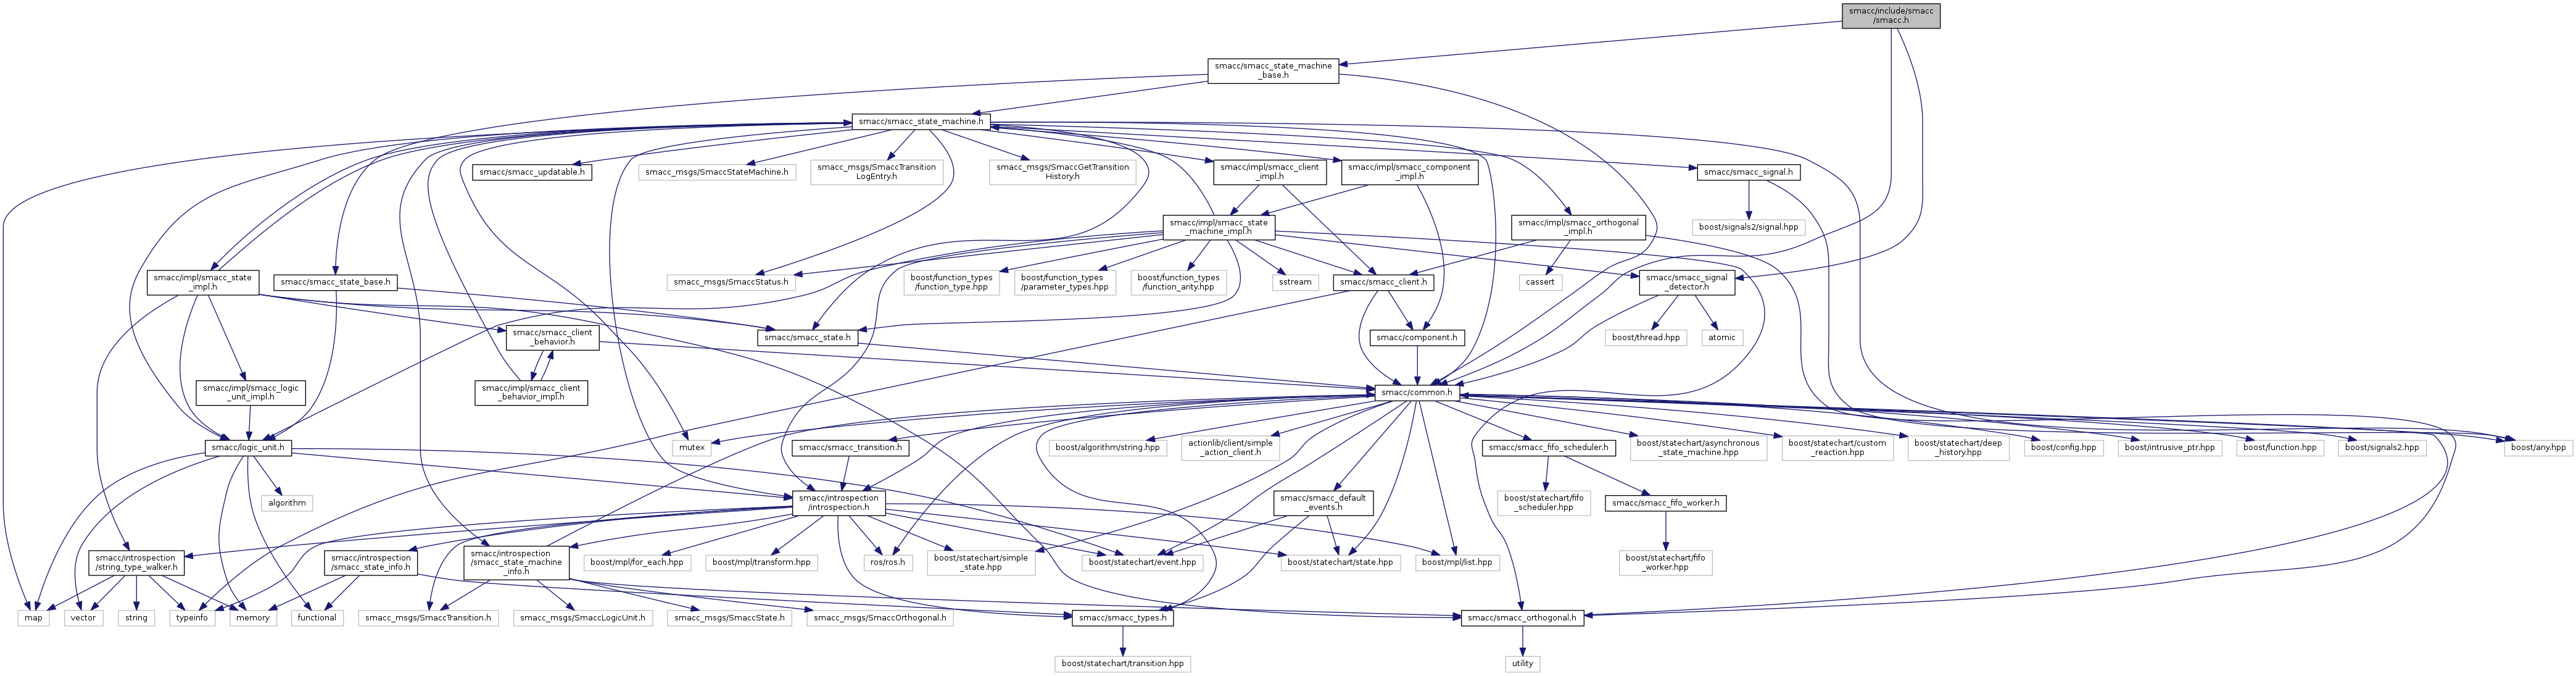 smacc/include/smacc
/smacc.h
smacc/smacc_state_machine
_base.h
smacc/smacc_state_machine.h
smacc/smacc_updatable.h
smacc_msgs/SmaccStateMachine.h
smacc_msgs/SmaccTransition
LogEntry.h
smacc_msgs/SmaccGetTransition
History.h
smacc/impl/smacc_client
_impl.h
smacc/impl/smacc_component
_impl.h
smacc/smacc_signal.h
smacc/impl/smacc_state
_machine_impl.h
smacc/impl/smacc_orthogonal
_impl.h
boost/signals2/signal.hpp
smacc/impl/smacc_state
_impl.h
smacc/smacc_state_base.h
smacc_msgs/SmaccStatus.h
boost/function_types
/function_type.hpp
boost/function_types
/parameter_types.hpp
boost/function_types
/function_arity.hpp
sstream
smacc/smacc_client.h
cassert
smacc/smacc_signal
_detector.h
smacc/smacc_client
_behavior.h
smacc/smacc_state.h
smacc/component.h
boost/thread.hpp
atomic
smacc/impl/smacc_logic
_unit_impl.h
smacc/impl/smacc_client
_behavior_impl.h
smacc/common.h
smacc/logic_unit.h
mutex
smacc/smacc_transition.h
boost/algorithm/string.hpp
actionlib/client/simple
_action_client.h
smacc/smacc_fifo_scheduler.h
boost/statechart/asynchronous
_state_machine.hpp
boost/statechart/custom
_reaction.hpp
boost/statechart/deep
_history.hpp
boost/config.hpp
boost/intrusive_ptr.hpp
boost/function.hpp
boost/signals2.hpp
boost/any.hpp
algorithm
smacc/introspection
/introspection.h
smacc/smacc_default
_events.h
boost/statechart/fifo
_scheduler.hpp
smacc/smacc_fifo_worker.h
smacc/introspection
/string_type_walker.h
smacc/introspection
/smacc_state_info.h
smacc/introspection
/smacc_state_machine
_info.h
boost/mpl/for_each.hpp
boost/mpl/transform.hpp
ros/ros.h
boost/statechart/simple
_state.hpp
boost/statechart/event.hpp
boost/statechart/state.hpp
boost/mpl/list.hpp
boost/statechart/fifo
_worker.hpp
map
vector
string
typeinfo
memory
functional
smacc_msgs/SmaccTransition.h
smacc_msgs/SmaccLogicUnit.h
smacc_msgs/SmaccState.h
smacc_msgs/SmaccOrthogonal.h
smacc/smacc_types.h
smacc/smacc_orthogonal.h
boost/statechart/transition.hpp
utility